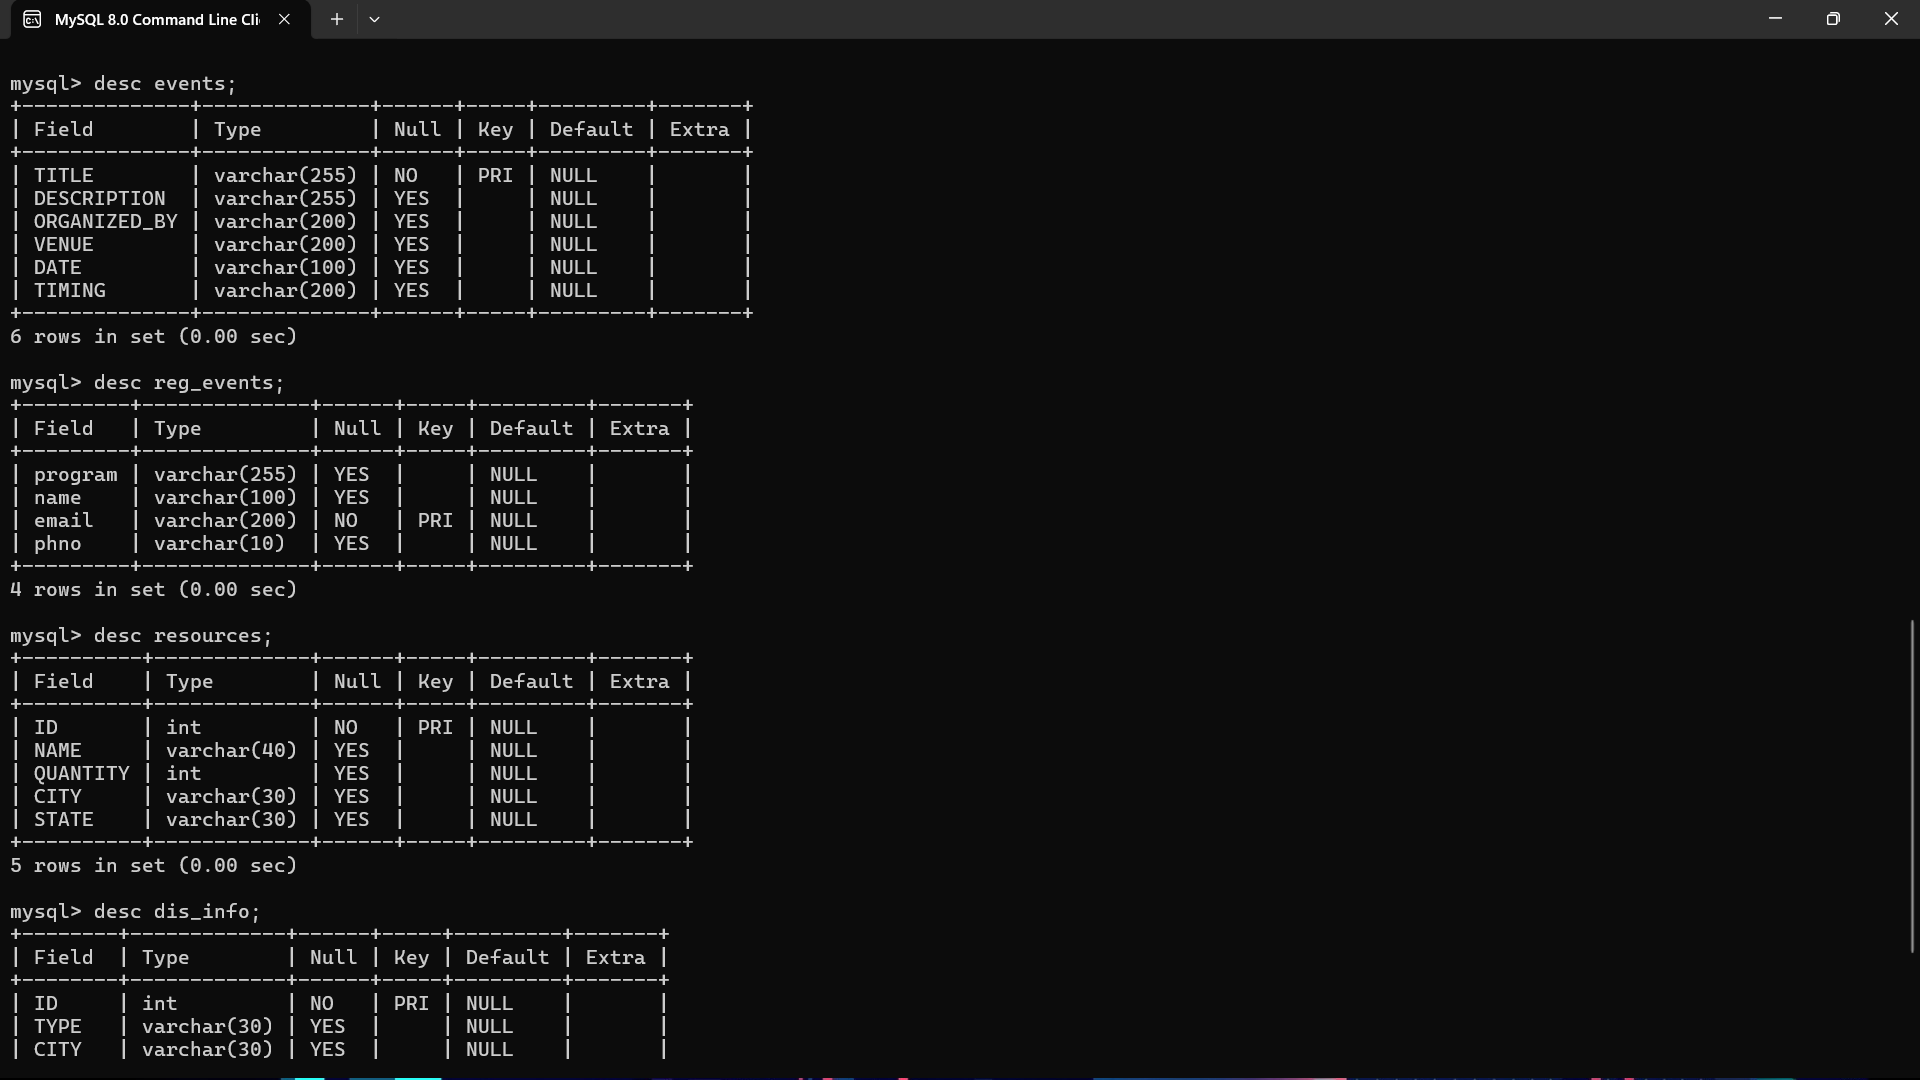 MySQL 8.0 Command Line Cli
mysql> desc events;
+--------------+--------------+------+-----+---------+-------+
| Field        | Type         | Null | Key | Default | Extra |
+--------------+--------------+------+-----+---------+-------+
| TITLE        | varchar(255) | NO   | PRI | NULL    |       |
| DESCRIPTION  | varchar(255) | YES  |     | NULL    |       |
| ORGANIZED_BY | varchar(200) | YES  |     | NULL    |       |
| VENUE        | varchar(200) | YES  |     | NULL    |       |
| DATE         | varchar(100) | YES  |     | NULL    |       |
| TIMING       | varchar(200) | YES  |     | NULL    |       |
+--------------+--------------+------+-----+---------+-------+
6 rows in set (0.00 sec)
mysql> desc reg_events;
+---------+--------------+------+-----+---------+-------+
| Field   | Type         | Null | Key | Default | Extra |
+---------+--------------+------+-----+---------+-------+
| program | varchar(255) | YES  |     | NULL    |       |
| name    | varchar(100) | YES  |     | NULL    |       |
| email   | varchar(200) | NO   | PRI | NULL    |       |
| phno    | varchar(10)  | YES  |     | NULL    |       |
+---------+--------------+------+-----+---------+-------+
4 rows in set (0.00 sec)
mysql> desc resources;
+----------+-------------+------+-----+---------+-------+
| Field    | Type        | Null | Key | Default | Extra |
+----------+-------------+------+-----+---------+-------+
| ID       | int         | NO   | PRI | NULL    |       |
| NAME     | varchar(40) | YES  |     | NULL    |       |
| QUANTITY | int         | YES  |     | NULL    |       |
| CITY     | varchar(30) | YES  |     | NULL    |       |
| STATE    | varchar(30) | YES  |     | NULL    |       |
+----------+-------------+------+-----+---------+-------+
5 rows in set (0.00 sec)
mysql> desc dis_info;
+--------+-------------+------+-----+---------+-------+
| Field  | Type        | Null | Key | Default | Extra |
+--------+-------------+------+-----+---------+-------+
| ID     | int         | NO   | PRI | NULL    |       |
| TYPE   | varchar(30) | YES  |     | NULL    |       |
| CITY   | varchar(30) | YES  |     | NULL    |       |